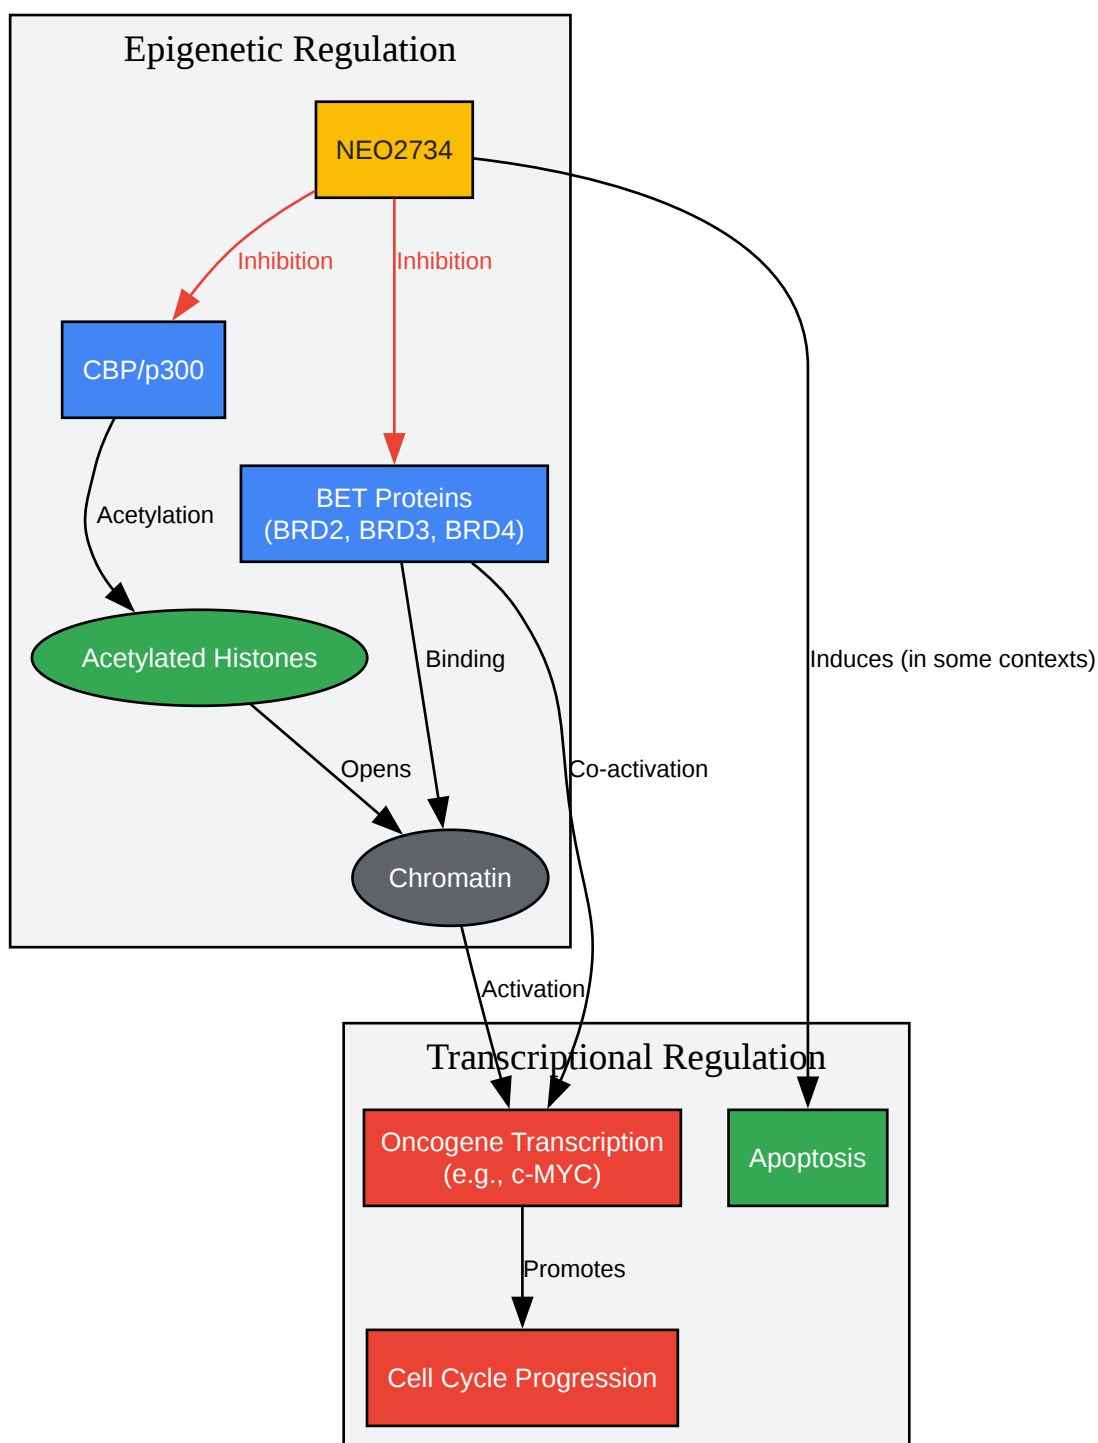 Epigenetic Regulation
NEO2734
Inhibition
Inhibition
CBP/p300
BET Proteins
(BRD2, BRD3, BRD4)
Acetylation
Acetylated Histones
Binding
Induces (in some contexts)
Opens
Co-activation
Chromatin
Activation
Transcriptional Regulation
Oncogene Transcription
(e.g., c-MYC)
Apoptosis
Promotes
Cell Cycle Progression